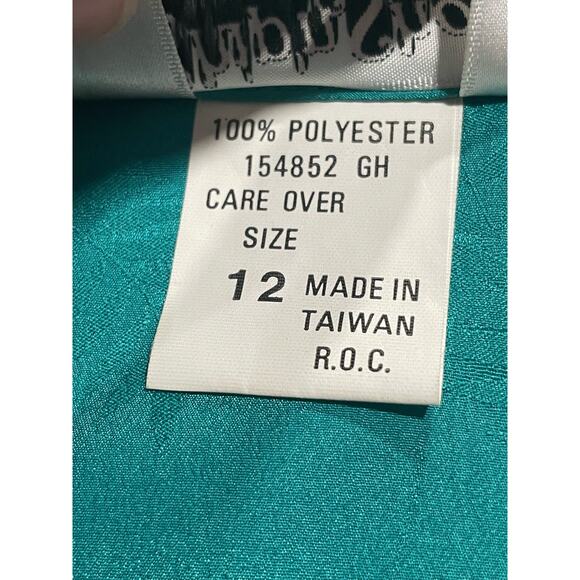 100% POLYESTER
154852 GH
CARE OVER
SIZE
12 MADE IN
TAIWAN
R.O.C.